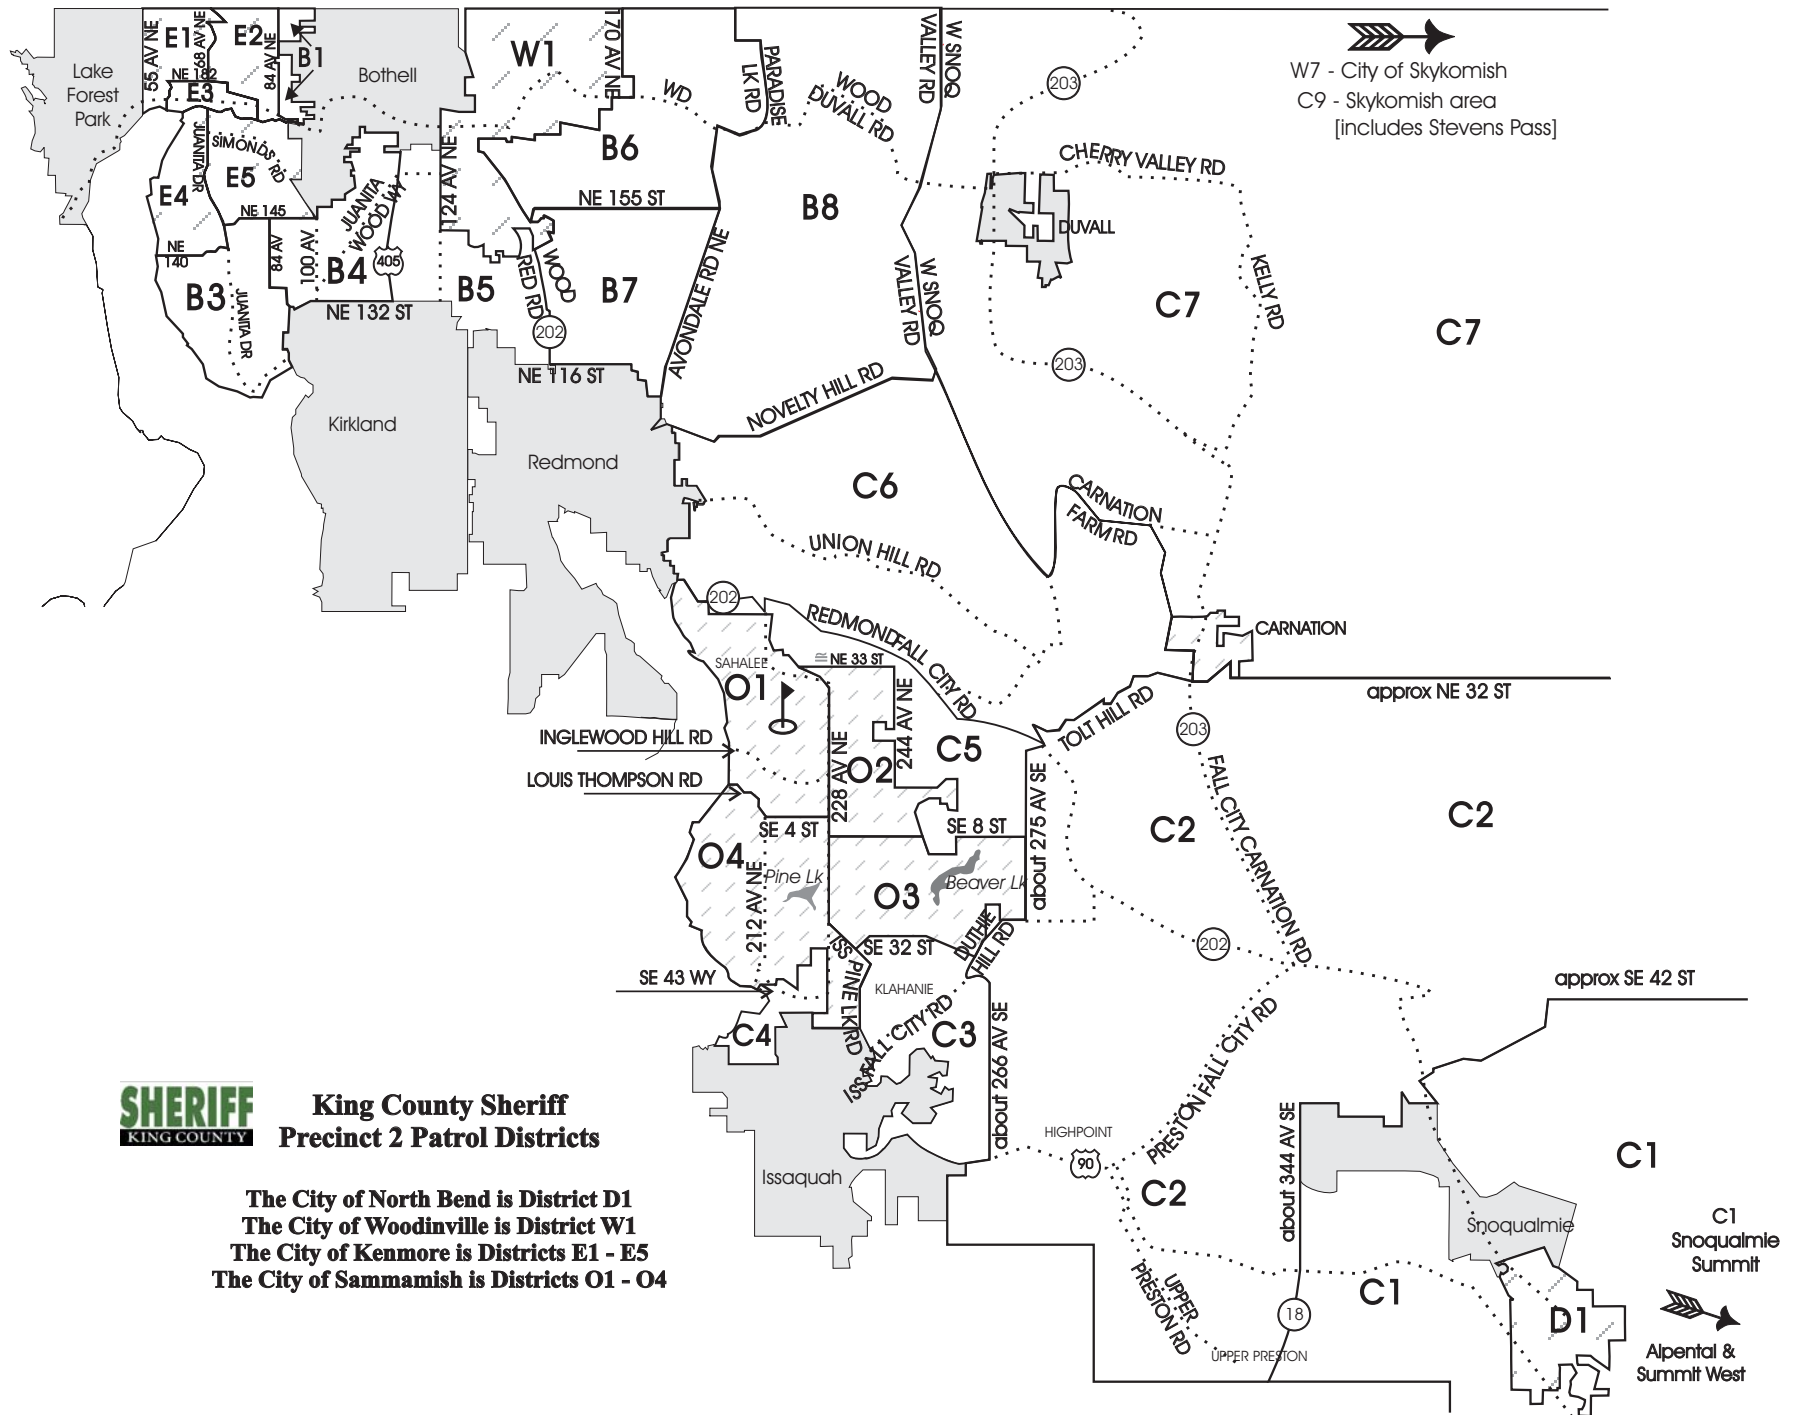 W7 - City of Skykomish
C9 - Skykomish area
[includes Stevens Pass]
55 AV NE
E1
68 AV NE
E2
84 AV NE
B1
NE 182
E3
Lake
Forest
Park
Bothell
W1
170 AV NE
WD
PARADISE
LK RD
WOOD
DUVALL RD
W SNOQ
VALLEY RD
203
CHERRY VALLEY RD
DUVALL
KELLY RD
JUANITA DR
SIMONDS RD
E4
E5
NE 145
NE
140
84 AV
100 AV
JUANITA
WOOD WY
405
124 AV NE
B6
NE 155 ST
B8
B3
JUANITA DR
B4
B5
RED RD
WOOD
B7
AVONDALE RD NE
W SNOQ
VALLEY RD
C7
C7
NE 132 ST
202
NE 116 ST
203
NOVELTY HILL RD
Kirkland
Redmond
C6
CARNATION
FARM RD
UNION HILL RD
202
REDMOND FALL CITY RD
CARNATION
SAHALEE
O1
≅ NE 33 ST
approx NE 32 ST
TOLT HILL RD
203
244 AV NE
INGLEWOOD HILL RD
C5
O2
228 AV NE
LOUIS THOMPSON RD
about 275 AV SE
FALL CITY CARNATION RD
C2
C2
SE 4 ST
SE 8 ST
O4
Pine Lk
O3
Beaver Lk
212 AV NE
DUTHIE
HILL RD
202
ISS PINE LK RD
SE 32 ST
SE 43 WY
KLAHANIE
approx SE 42 ST
C4
ISS FALL CITY RD
C3
about 266 AV SE
PRESTON FALL CITY RD
SHERIFF
KING COUNTY
King County Sheriff
Precinct 2 Patrol Districts
HIGHPOINT
90
about 344 AV SE
C1
Issaquah
C2
The City of North Bend is District D1
The City of Woodinville is District W1
The City of Kenmore is Districts E1 - E5
The City of Sammamish is Districts O1 - O4
Snoqualmie
C1
Snoqualmie
Summit
UPPER
PRESTON RD
C1
18
D1
UPPER PRESTON
Alpental &
Summit West